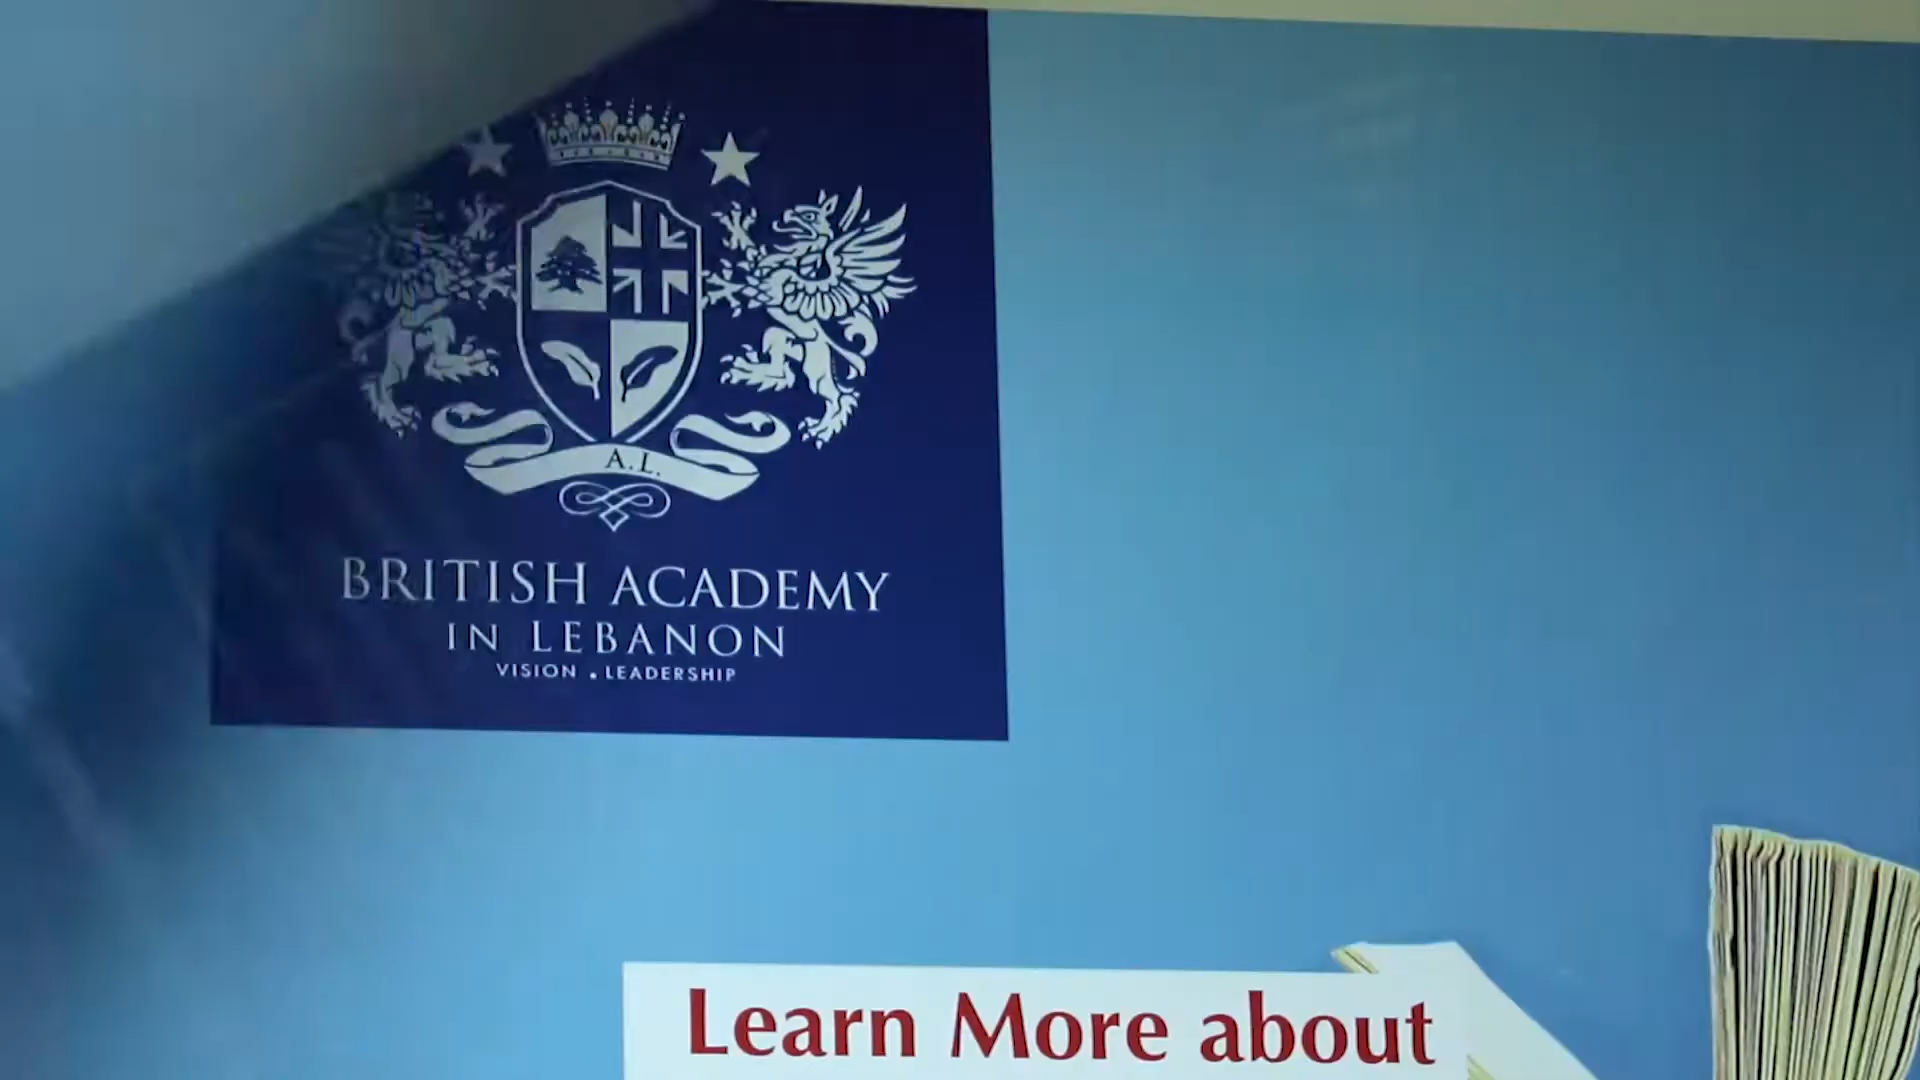 A.L.
BRITISH ACADEMY
IN LEBANON
VISION . LEADERSHIP
Learn More about